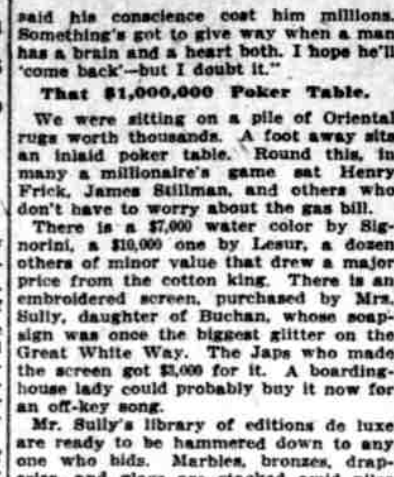 said his conscience cost him millions.
Something's got to give way when a man
has a brain and a heart both. I hope he'll
'come back'—but I doubt it."
That $1,000,000 Poker Table.
We were sitting on a pile of Oriental
rugs worth thousands. A foot away sits
an inlaid poker table. Round this, in
many a millionaire's game sat Henry
Frick, James Stillman, and others who
don't have to worry about the gas bill.
There is a $7,000 water color by Sig-
norini, a $10,000 one by Lesur, a dozen
others of minor value that drew a major
price from the cotton king. There is an
embroidered screen, purchased by Mrs.
Sully, daughter of Buchan, whose soap-
sign was once the biggest glitter on the
Great White Way. The Japs who made
the screen got $3,000 for it. A boarding-
house lady could probably buy it now for
an off-key song.
Mr. Sully's library of editions de luxe
are ready to be hammered down to any
one who bids. Marbles, bronzes, drap-